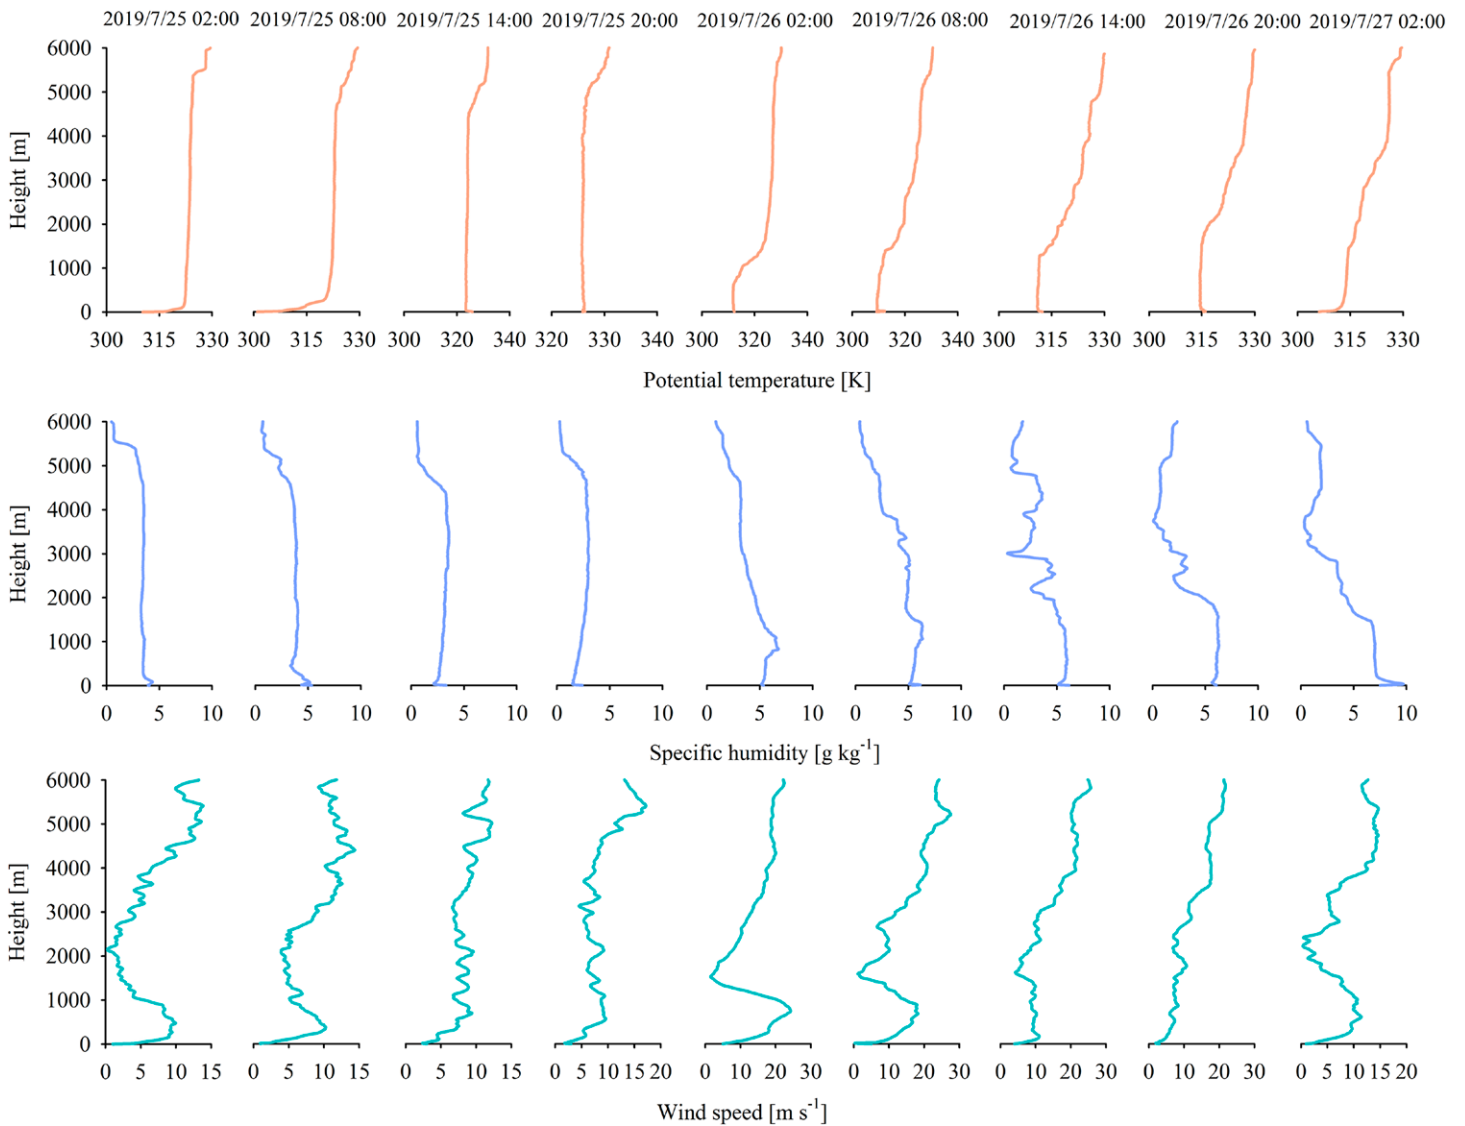 2019/7/25 02:00 2019/7/25 08:00 2019/7/25 14:00 2019/7/25 20:00 2019/7/26 02:00 2019/7/26 08:00 2019/7/26 14:00 2019/7/26 20:00 2019/7/27 02:00
6000
5000
4000
3000
2000
1000
0
Height [m]
300 315 330 300 315 330 300 320 340 320 330 340 300 320 340 300 320 340 300 315 330 300 315 330 300 317 330
Potential temperature [K]
6000
5000
4000
3000
2000
1000
0
Height [m]
0 5 10 0 5 10 0 5 10 0 5 10 0 5 10 0 5 10 0 5 10 0 5 10 0 5 10
Specific humidity [g kg-1]
6000
5000
4000
3000
2000
1000
0
Height [m]
0 5 10 15 0 5 10 15 0 5 10 15 0 5 10 15 20 0 10 20 30 0 10 20 30 0 10 20 30 0 10 20 30 0 5 10 15 20
Wind speed [m s-1]